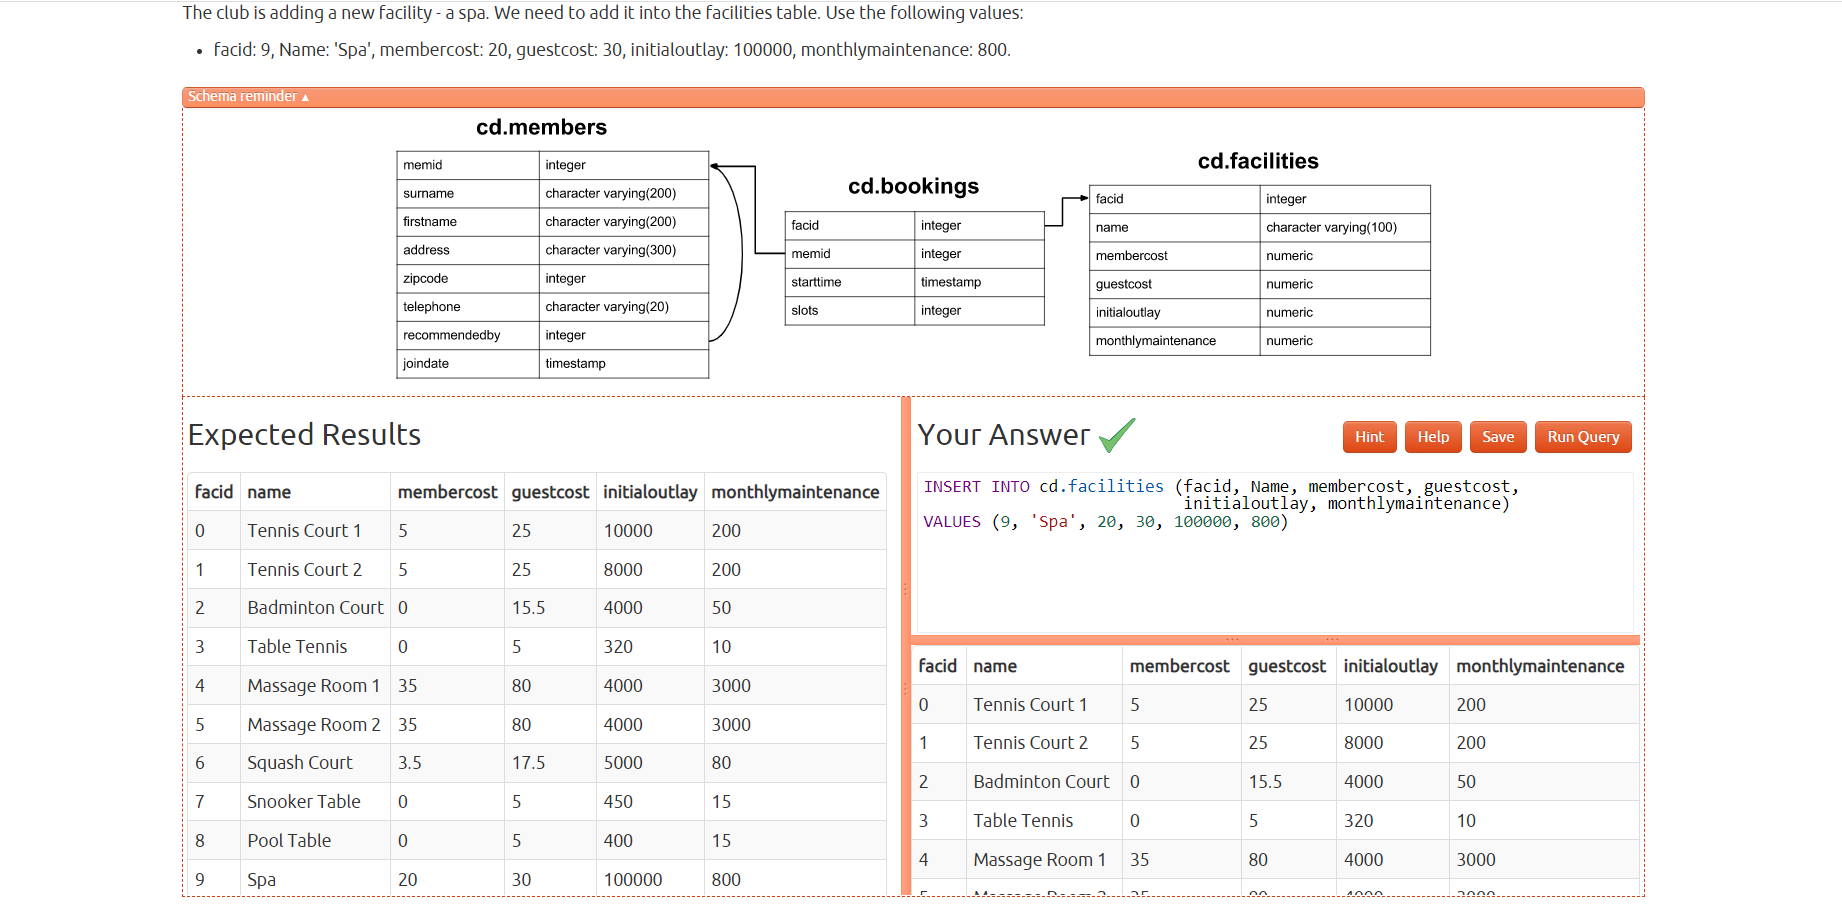 The club is adding a new facility - a spa. We need to add it into the facilities table. Use the following values:
• facid: 9, Name: 'Spa', membercost: 20, guestcost: 30, initialoutlay: 100000, monthlymaintenance: 800.
Schema reminder ▲
cd.members
memid integer
surname character varying(200)
firstname character varying(200)
address character varying(300)
zipcode integer
telephone character varying(20)
recommendedby integer
joindate timestamp
cd.bookings
facid integer
memid integer
starttime timestamp
slots integer
cd.facilities
facid integer
name character varying(100)
membercost numeric
guestcost numeric
initialoutlay numeric
monthlymaintenance numeric
Expected Results
facid name membercost guestcost initialoutlay monthlymaintenance
0 Tennis Court 1 5 25 10000 200
1 Tennis Court 2 5 25 8000 200
2 Badminton Court 0 15.5 4000 50
3 Table Tennis 0 5 320 10
4 Massage Room 1 35 80 4000 3000
5 Massage Room 2 35 80 4000 3000
6 Squash Court 3.5 17.5 5000 80
7 Snooker Table 0 5 450 15
8 Pool Table 0 5 400 15
9 Spa 20 30 100000 800
Your Answer
Hint Help Save Run Query
INSERT INTO cd.facilities (facid, Name, membercost, guestcost,
initialoutlay, monthlymaintenance)
VALUES (9, 'Spa', 20, 30, 100000, 800)
facid name membercost guestcost initialoutlay monthlymaintenance
0 Tennis Court 1 5 25 10000 200
1 Tennis Court 2 5 25 8000 200
2 Badminton Court 0 15.5 4000 50
3 Table Tennis 0 5 320 10
4 Massage Room 1 35 80 4000 3000